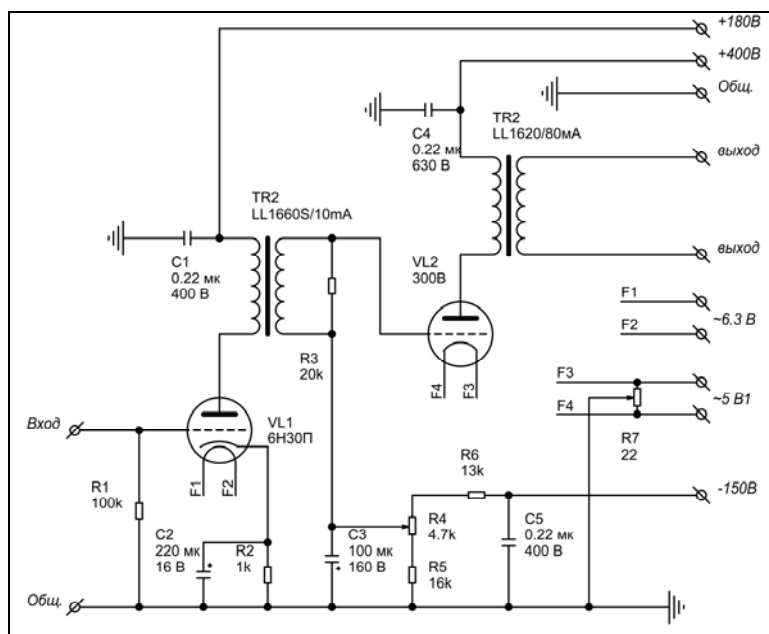 +180В
+400В
Общ.
C4
0.22 мк
630 В
TR2
LL1620/80мА
выход
TR2
LL1660S/10mA
C1
0.22 мк
400 В
VL2
300В
выход
F1
~6.3 В
F2
R3
20k
F4
F3
F3
~5 В1
F4
R7
22
Вход
VL1
6Н30П
F1
F2
R1
100k
R6
13k
-150В
C2
220 мк
16 В
R2
1k
C3
100 мк
160 В
R4
4.7k
C5
0.22 мк
400 В
R5
16k
Общ.